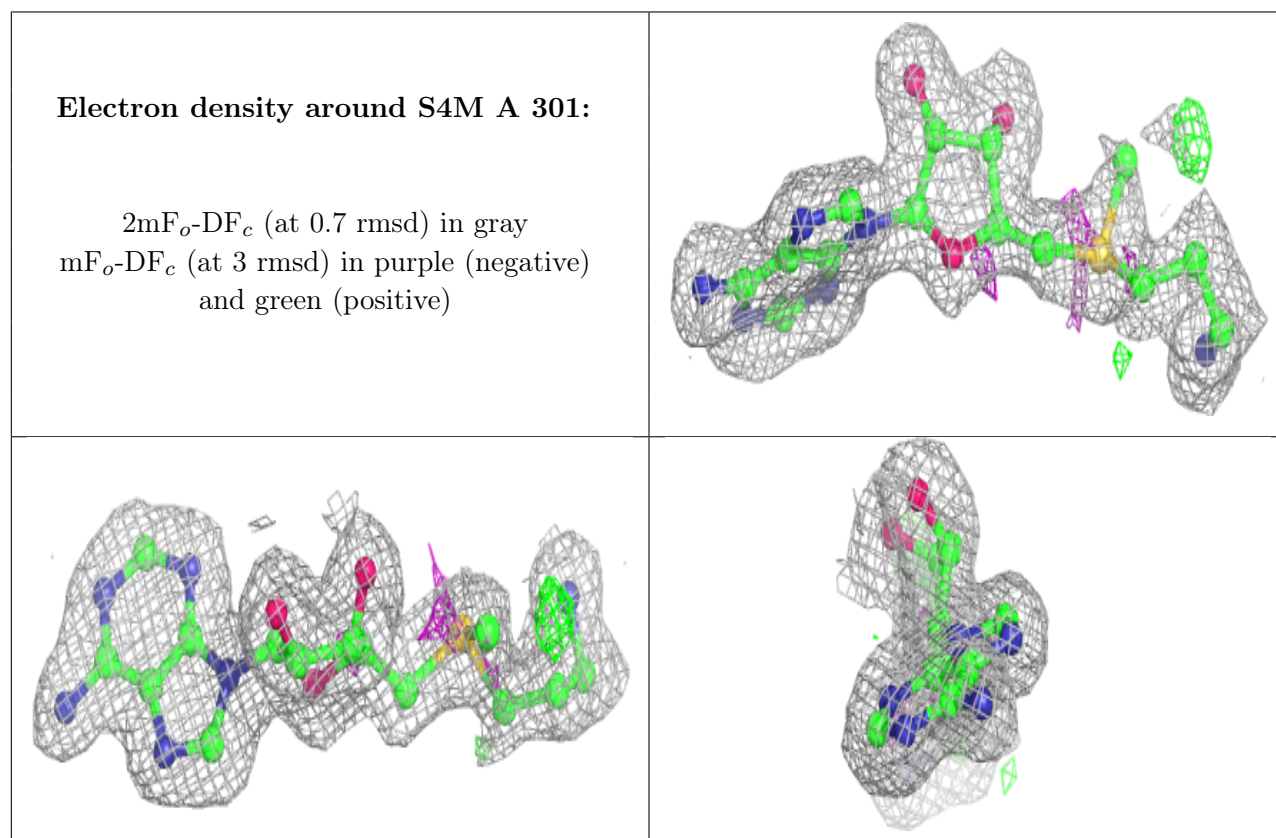 Electron density around S4M A 301:
2mFo-DFc (at 0.7 rmsd) in gray
mFo-DFc (at 3 rmsd) in purple (negative)
and green (positive)